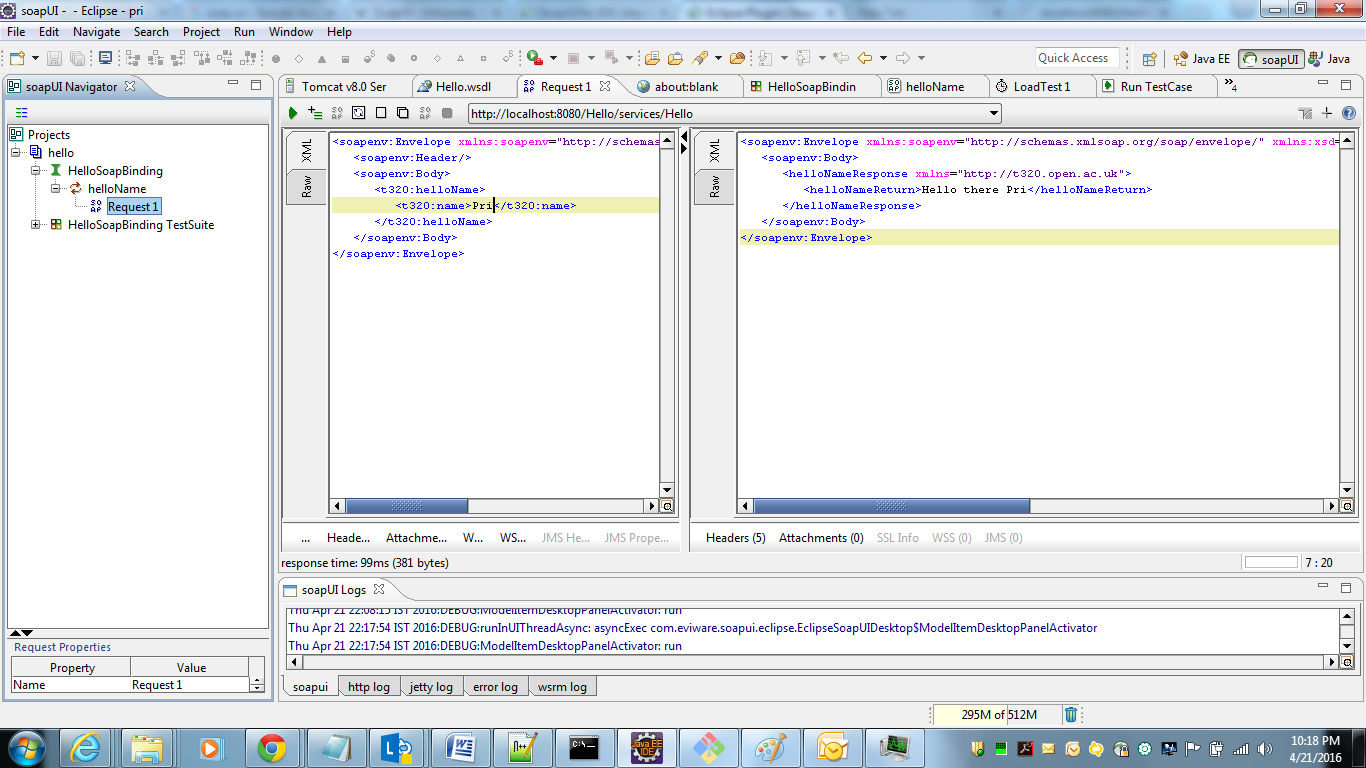 soapUI -  - Eclipse - pri
File Edit Navigate Search Project Run Window Help
Quick Access Java EE soapUI Java
soapUI Navigator
Tomcat v8.0 Ser Hello.wsdl Request 1 about:blank HelloSoapBindin helloName LoadTest 1 Run TestCase »4
http://localhost:8080/Hello/services/Hello
Projects
hello
HelloSoapBinding
helloName
Request 1
HelloSoapBinding TestSuite
XML
Raw
<soapenv:Envelope xmlns:soapenv="http://schemas
<soapenv:Header/>
<soapenv:Body>
<t320:helloName>
<t320:name>Pri</t320:name>
</t320:helloName>
</soapenv:Body>
</soapenv:Envelope>
XML
Raw
<soapenv:Envelope xmlns:soapenv="http://schemas.xmlsoap.org/soap/envelope/" xmlns:xsd=
<soapenv:Body>
<helloNameResponse xmlns="http://t320.open.ac.uk">
<helloNameReturn>Hello there Pri</helloNameReturn>
</helloNameResponse>
</soapenv:Body>
</soapenv:Envelope>
... Heade... Attachme... W... WS... JMS He... JMS Prope...
Headers (5) Attachments (0) SSL Info WSS (0) JMS (0)
response time: 99ms (381 bytes)
7 : 20
soapUI Logs
Thu Apr 21 22:08:15 IST 2016:DEBUG:ModelItemDesktopPanelActivator: run
Thu Apr 21 22:17:54 IST 2016:DEBUG:runInUIThreadAsync: asyncExec com.eviware.soapui.eclipse.EclipseSoapUIDesktop$ModelItemDesktopPanelActivator
Thu Apr 21 22:17:54 IST 2016:DEBUG:ModelItemDesktopPanelActivator: run
soapui http log jetty log error log wsrm log
Request Properties
Property Value
Name Request 1
295M of 512M
Java EE
IDE
10:18 PM
4/21/2016